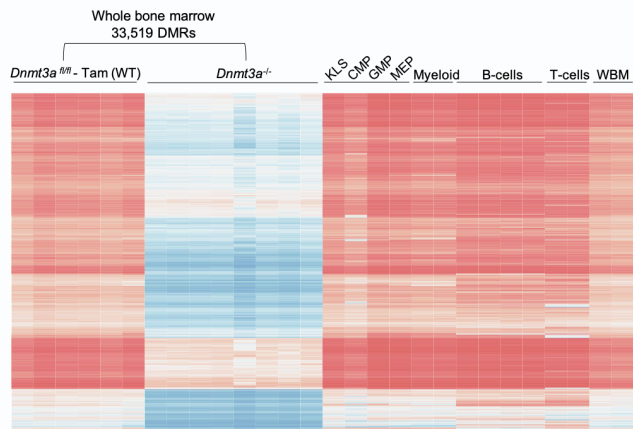 Whole bone marrow
33,519 DMRs
Dnmt3a fl/fl - Tam (WT)
Dnmt3a-/-
KLS
CMP
GMP
MEP
Myeloid
B-cells
T-cells
WBM